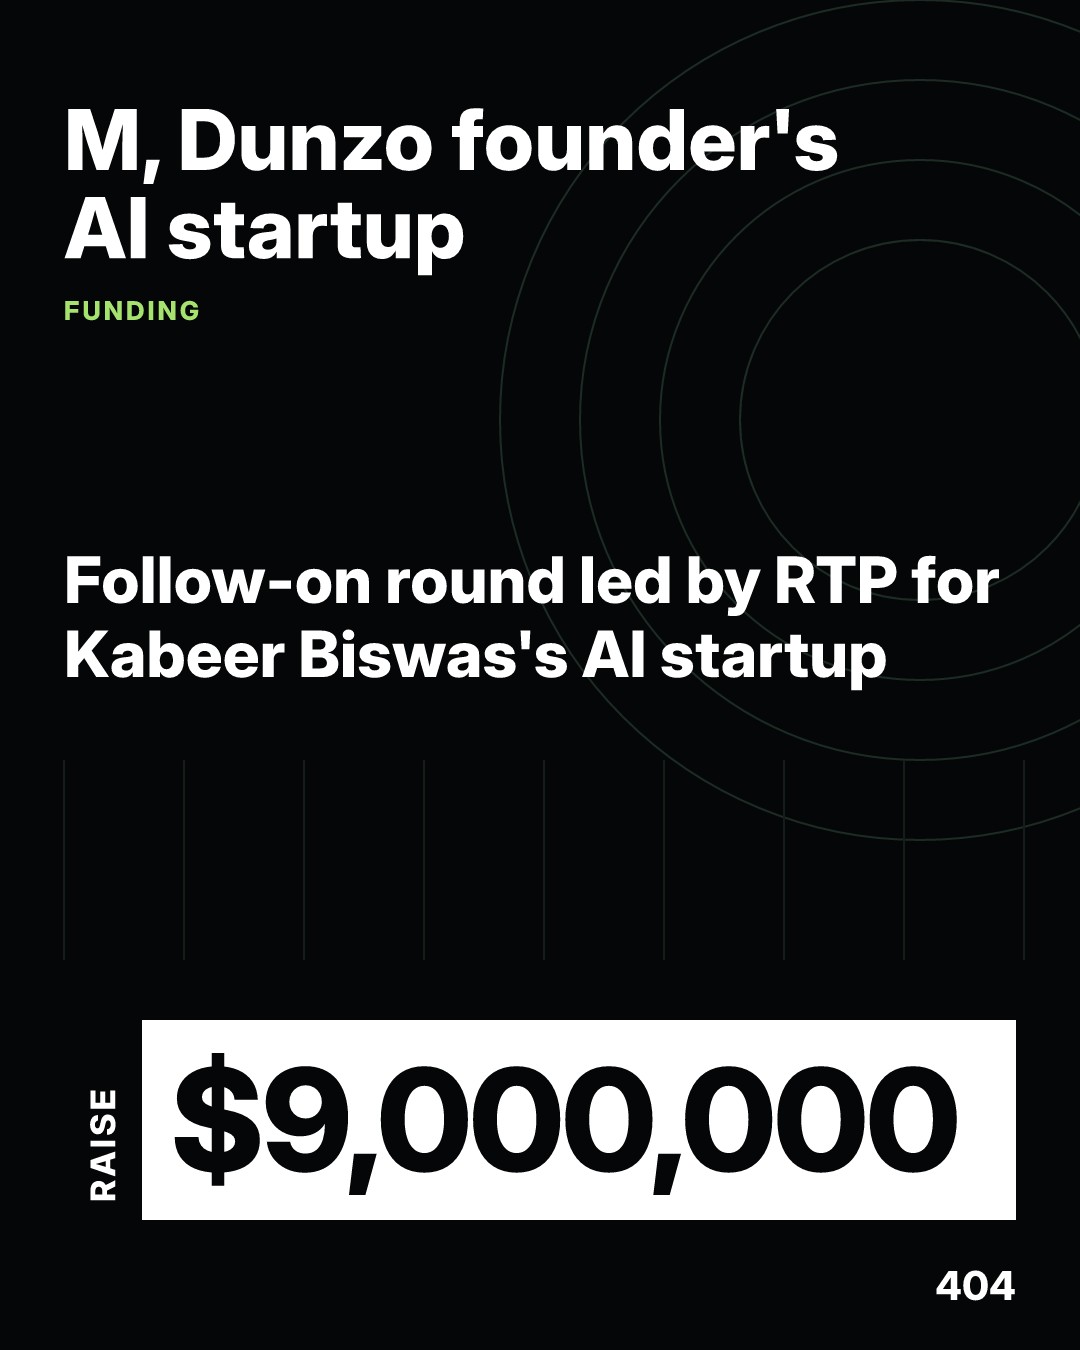 M, Dunzo founder's
AI startup
FUNDING
Follow-on round led by RTP for
Kabeer Biswas's AI startup
RAISE
$9,000,000
404